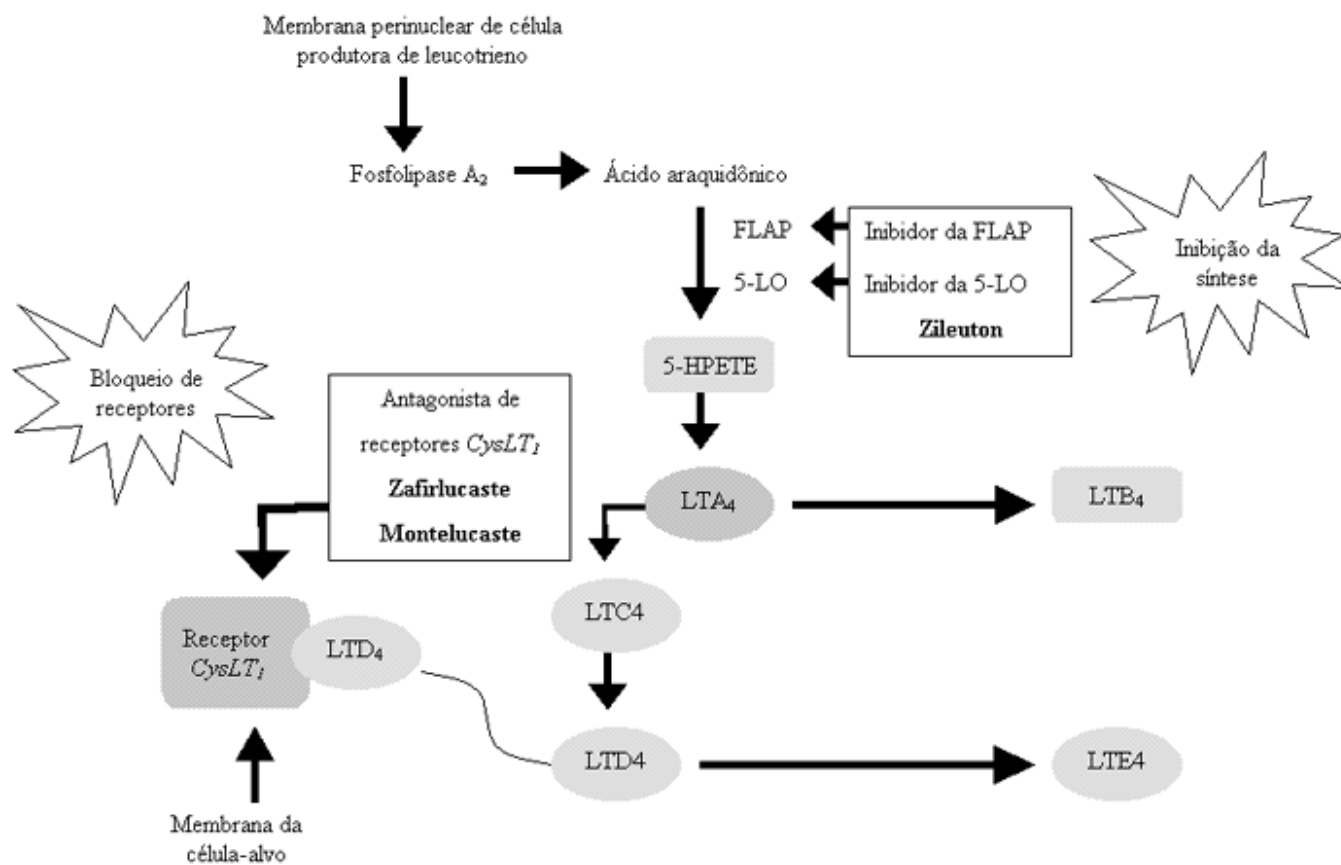 Membrana perinuclear de célula
produtora de leucotrieno
Fosfolipase A₂
Ácido araquidônico
FLAP
Inibidor da FLAP
5-LO
Inibidor da 5-LO
Zileuton
Inibição da
síntese
5-HPETE
Bloqueio de
receptores
Antagonista de
receptores CysLT₁
Zafirlucaste
Montelucaste
LTA₄
LTB₄
LTC4
Receptor
CysLT₁
LTD₄
LTD4
LTE4
Membrana da
célula-alvo